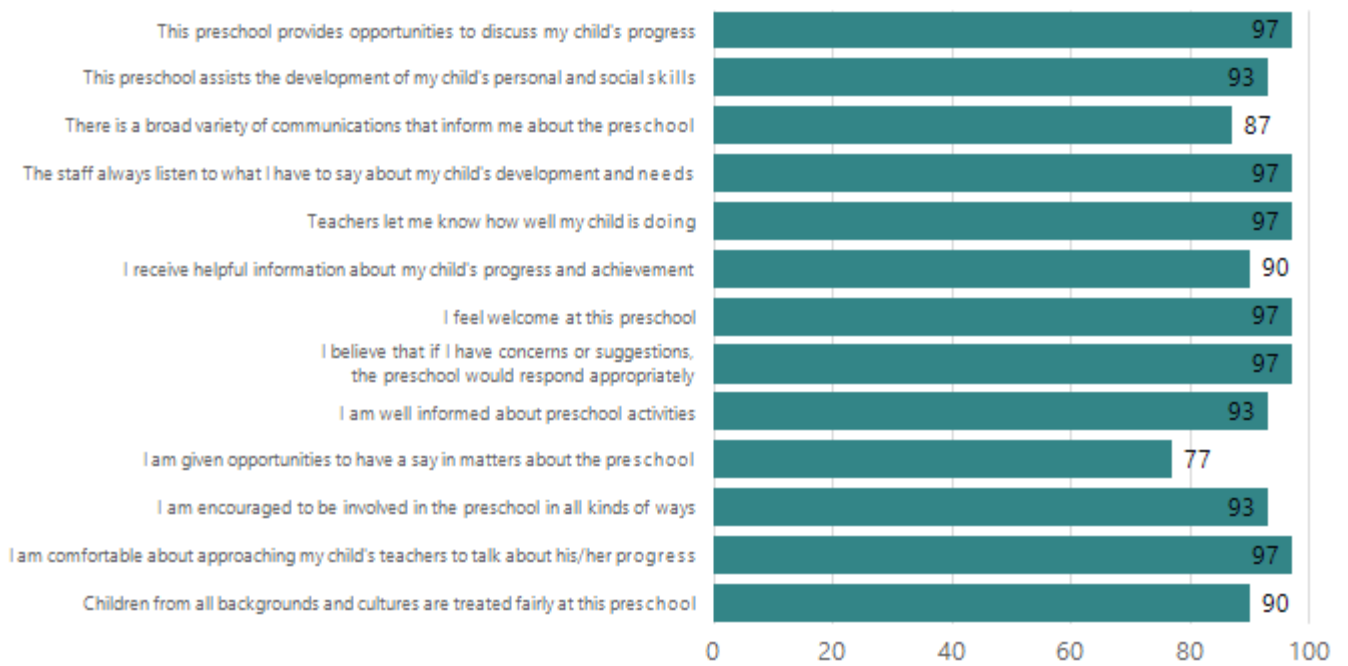 This preschool provides opportunities to discuss my child's progress 97
This preschool assists the development of my child's personal and social skills 93
There is a broad variety of communications that inform me about the preschool 87
The staff always listen to what I have to say about my child's development and needs 97
Teachers let me know how well my child is doing 97
I receive helpful information about my child's progress and achievement 90
I feel welcome at this preschool 97
I believe that if I have concerns or suggestions,
the preschool would respond appropriately 97
I am well informed about preschool activities 93
I am given opportunities to have a say in matters about the preschool 77
I am encouraged to be involved in the preschool in all kinds of ways 93
I am comfortable about approaching my child's teachers to talk about his/her progress 97
Children from all backgrounds and cultures are treated fairly at this preschool 90
0 20 40 60 80 100